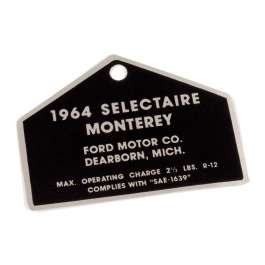 1964 SELECTAIRE
MONTEREY
FORD MOTOR CO.
DEARBORN, MICH.
MAX. OPERATING CHARGE 2½ LBS. R-12
COMPLIES WITH "SAE-1639"